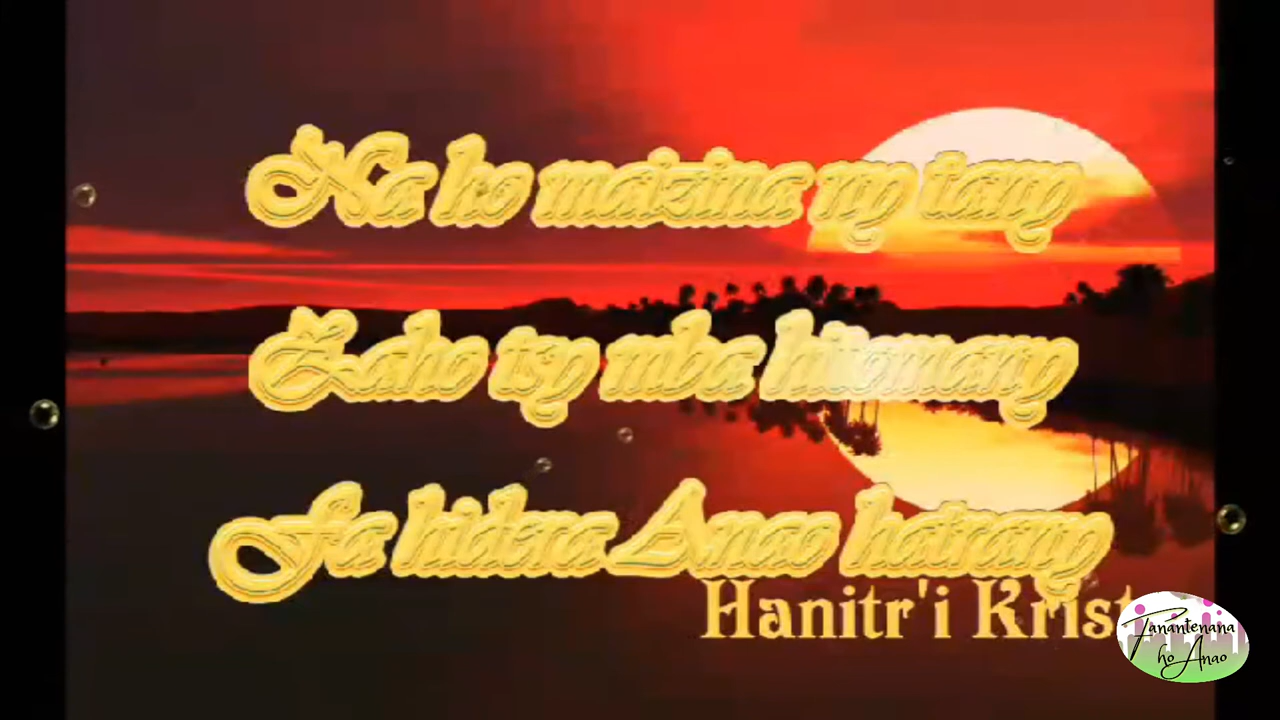 Na ho maizina ny tany
Zaho tsy mba hitomany
Fa hidera Anao hatrany
Hanitr'i Krist
Fanantenana
ho Anao